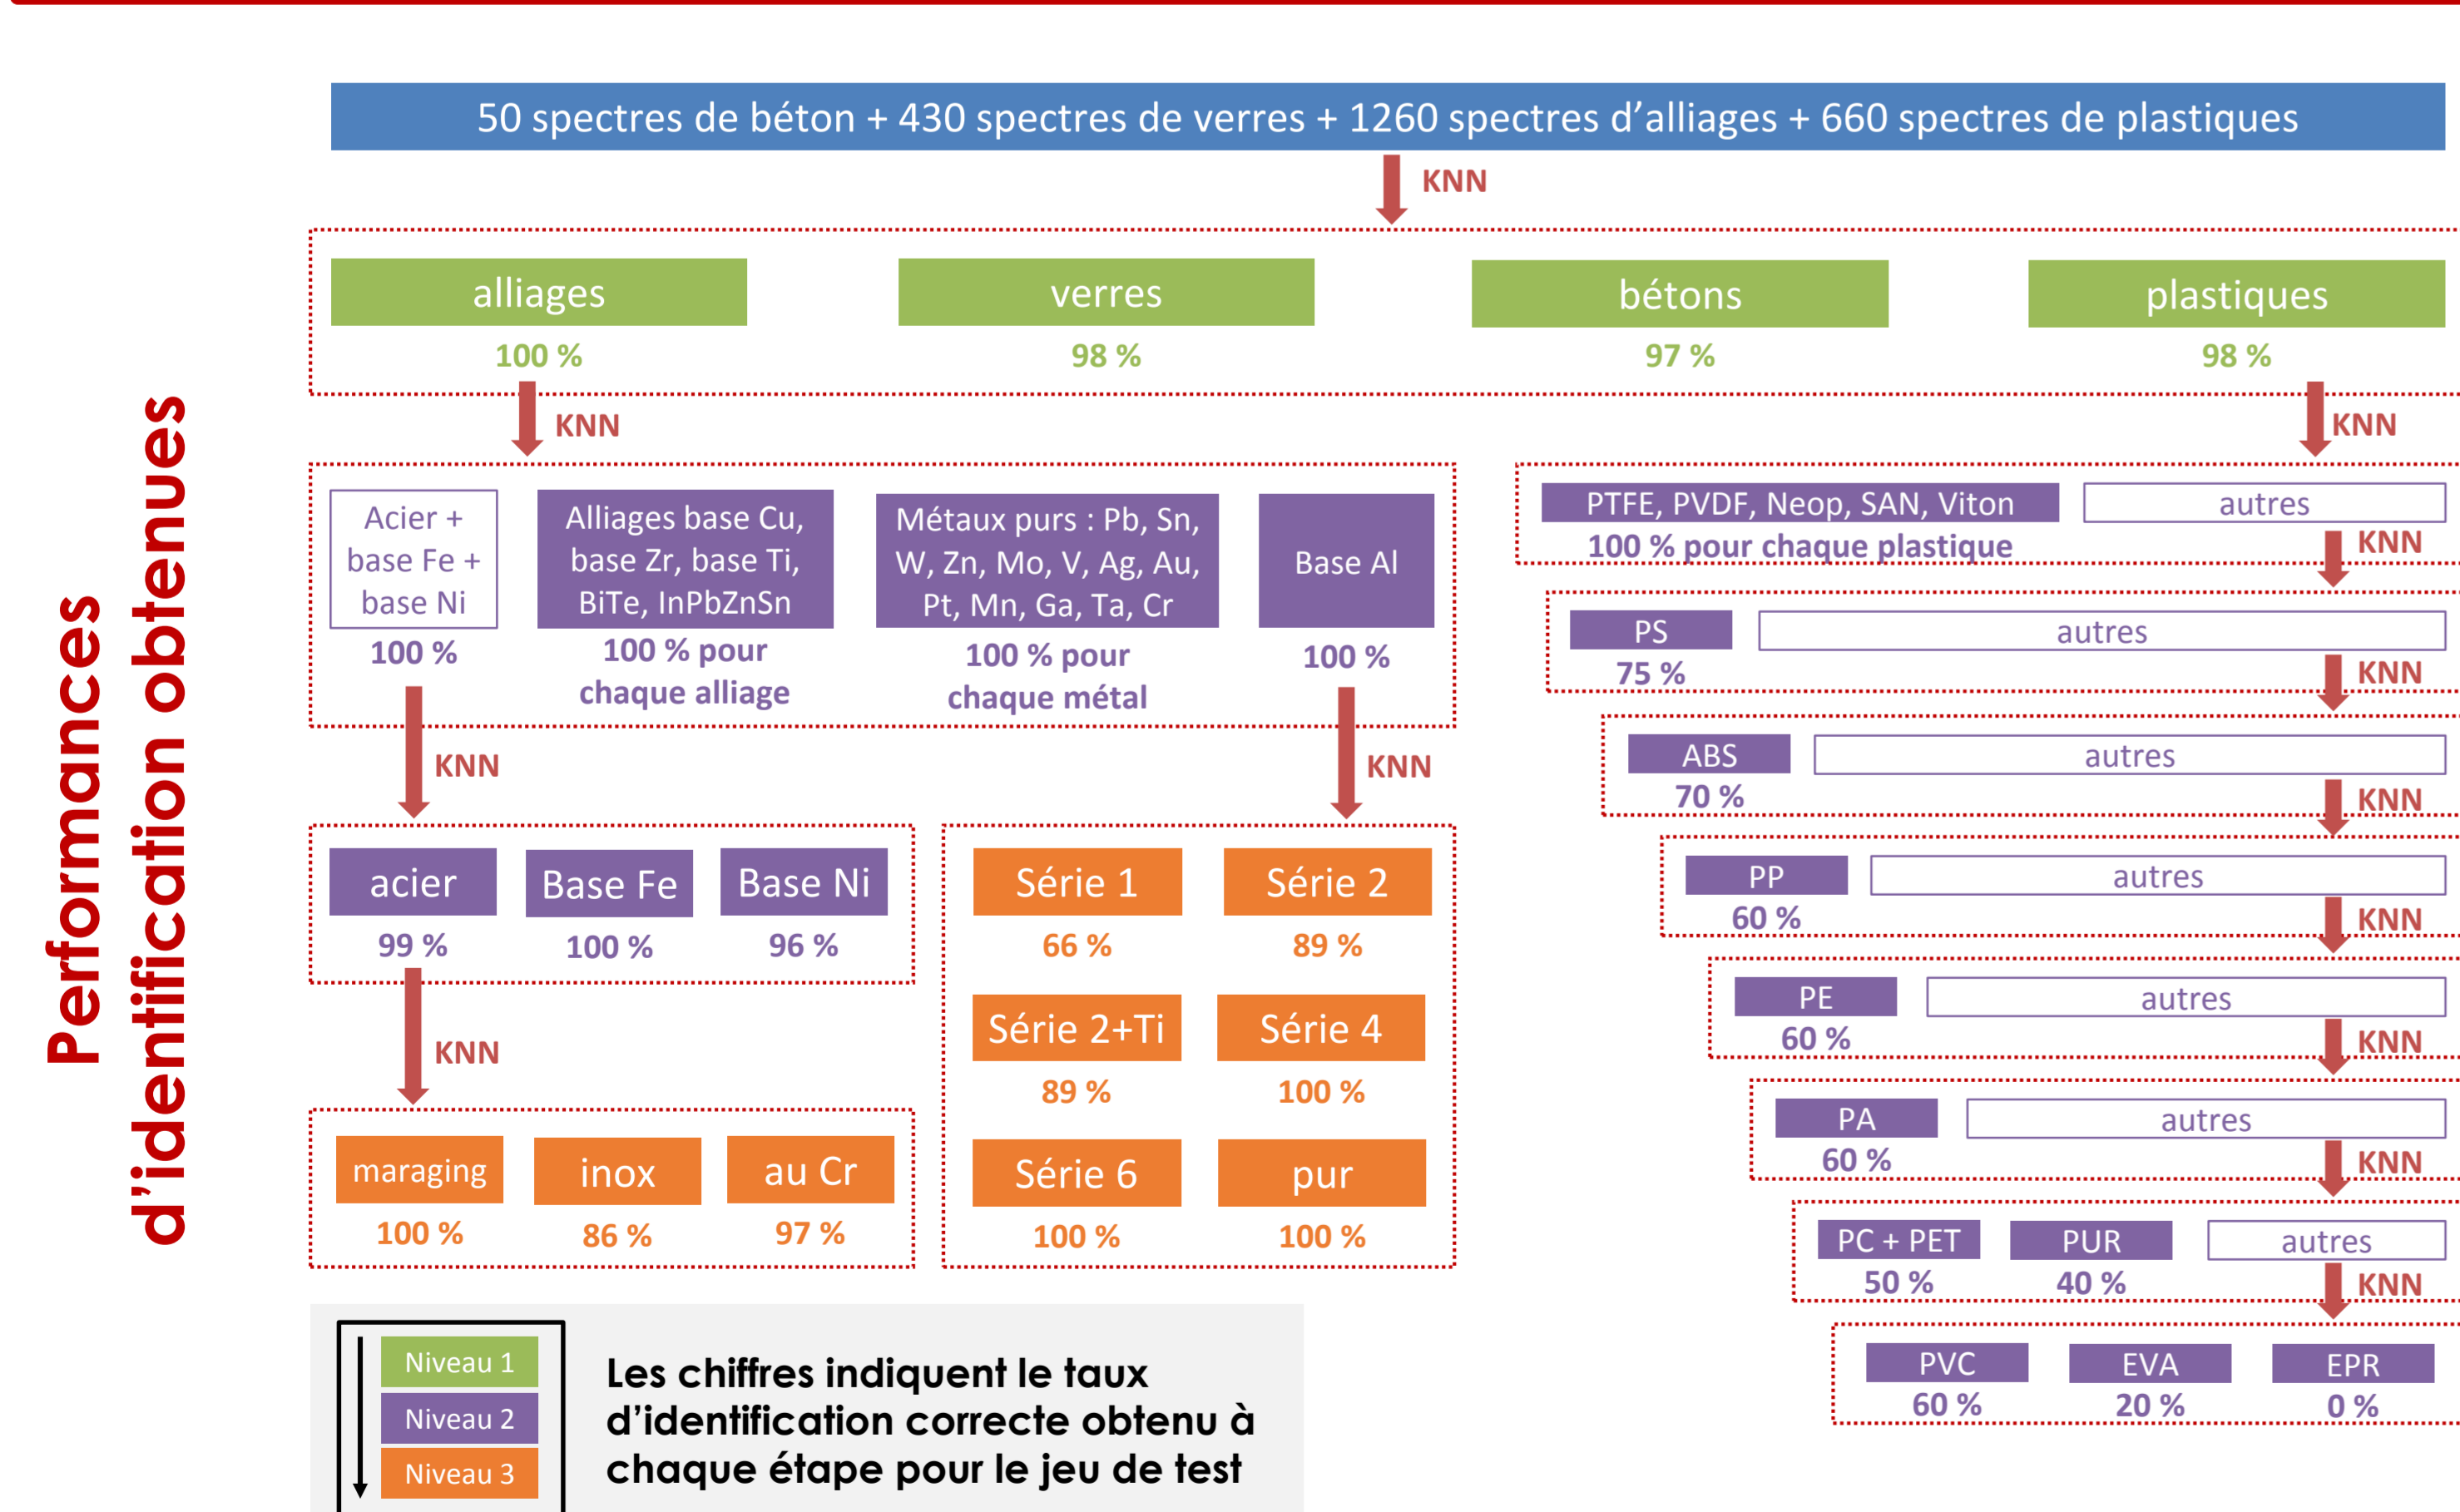 Performances
d'identification obtenues
50 spectres de béton + 430 spectres de verres + 1260 spectres d’alliages + 660 spectres de plastiques
KNN
alliages
verres
bétons
plastiques
100 %
98 %
97 %
98 %
KNN
KNN
Acier +
base Fe +
base Ni
100 %
Alliages base Cu,
base Zr, base Ti,
BiTe, InPbZnSn
100 % pour
chaque alliage
Métaux purs : Pb, Sn,
W, Zn, Mo, V, Ag, Au,
Pt, Mn, Ga, Ta, Cr
100 % pour
chaque métal
Base Al
100 %
KNN
KNN
acier
Base Fe
Base Ni
99 %
100 %
96 %
KNN
maraging
inox
au Cr
100 %
86 %
97 %
Série 1
Série 2
66 %
89 %
Série 2+Ti
Série 4
89 %
100 %
Série 6
pur
100 %
100 %
PTFE, PVDF, Neop, SAN, Viton
autres
100 % pour chaque plastique
KNN
PS
autres
75 %
KNN
ABS
autres
70 %
KNN
PP
autres
60 %
KNN
PE
autres
60 %
KNN
PA
autres
60 %
KNN
PC + PET
PUR
autres
50 %
40 %
KNN
PVC
EVA
EPR
60 %
20 %
0 %
Niveau 1
Niveau 2
Niveau 3
Les chiffres indiquent le taux
d'identification correcte obtenu à
chaque étape pour le jeu de test